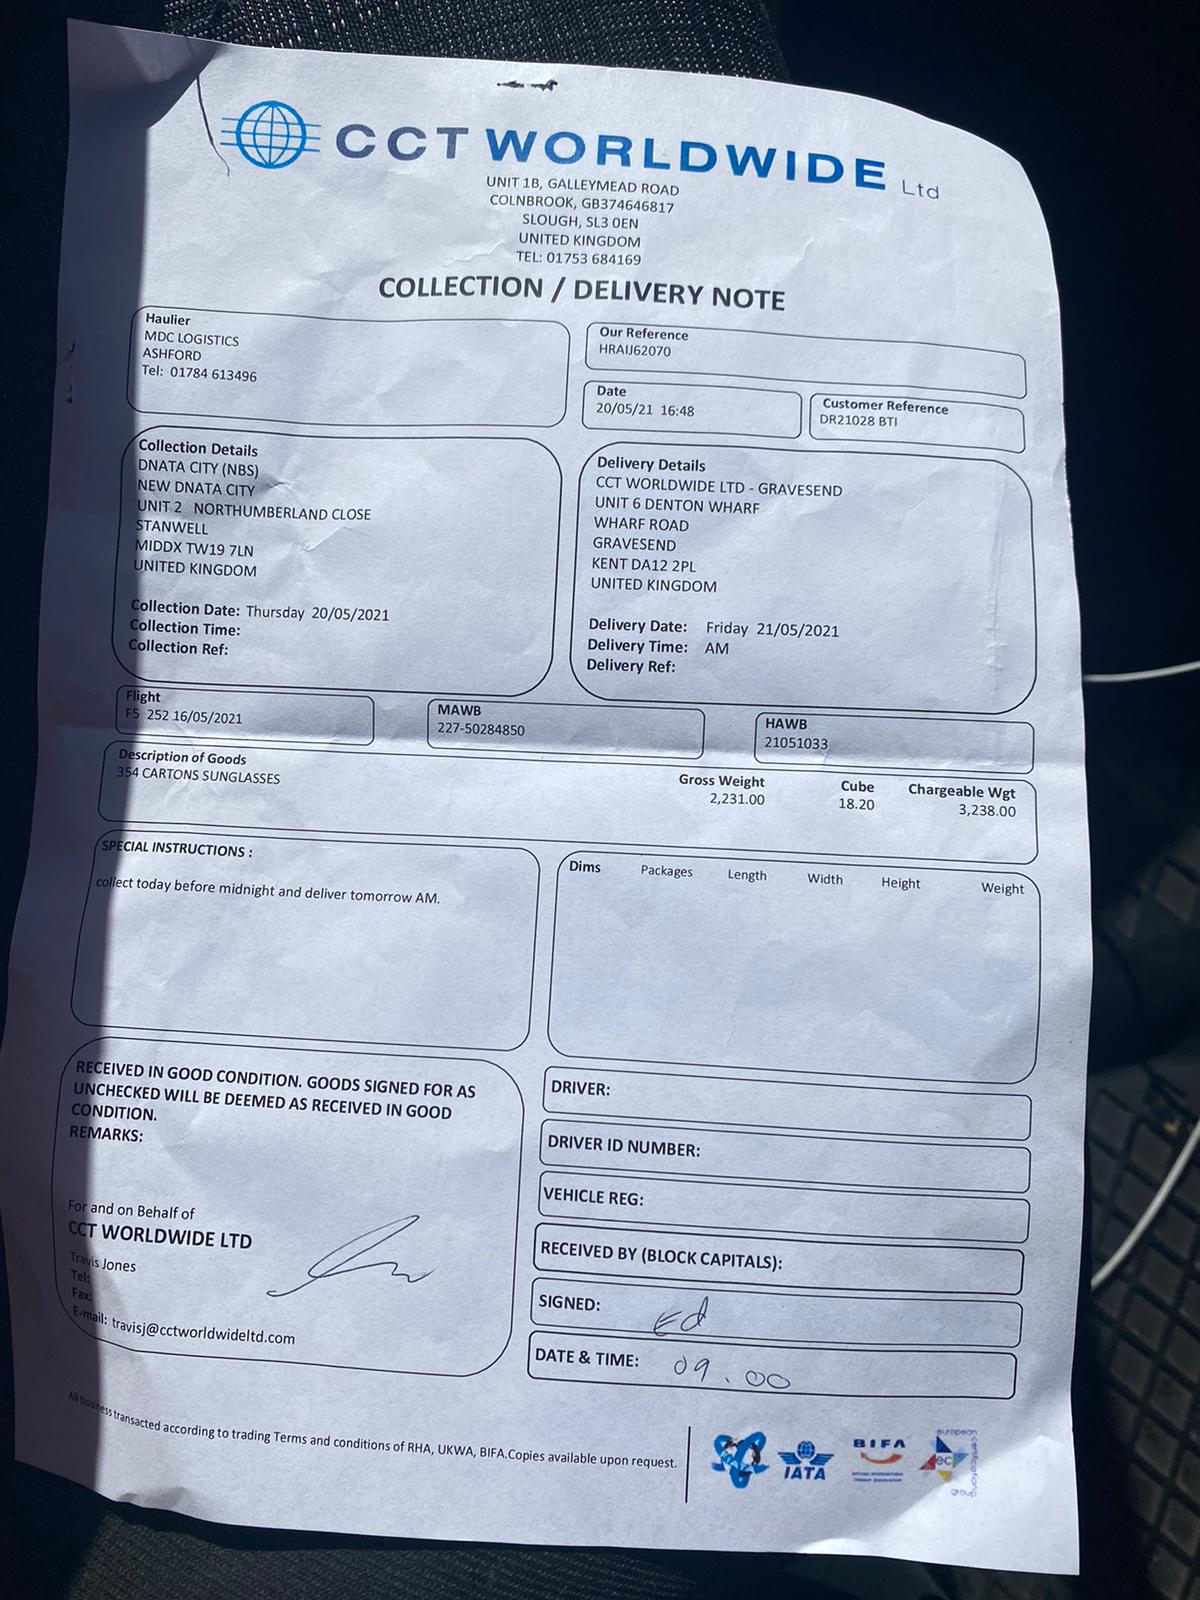 CCT WORLDWIDE Ltd
UNIT 1B, GALLEYMEAD ROAD
COLNBROOK, GB374646817
SLOUGH, SL3 0EN
UNITED KINGDOM
TEL: 01753 684169
COLLECTION / DELIVERY NOTE
Haulier
MDC LOGISTICS
ASHFORD
Tel: 01784 613496
Our Reference
HRAIJ62070
Date
20/05/21 16:48
Customer Reference
DR21028 BTI
Collection Details
DNATA CITY (NBS)
NEW DNATA CITY
UNIT 2 NORTHUMBERLAND CLOSE
STANWELL
MIDDX TW19 7LN
UNITED KINGDOM
Collection Date: Thursday 20/05/2021
Collection Time:
Collection Ref:
Delivery Details
CCT WORLDWIDE LTD - GRAVESEND
UNIT 6 DENTON WHARF
WHARF ROAD
GRAVESEND
KENT DA12 2PL
UNITED KINGDOM
Delivery Date: Friday 21/05/2021
Delivery Time: AM
Delivery Ref:
Flight
F5 252 16/05/2021
MAWB
227-50284850
HAWB
21051033
Description of Goods
354 CARTONS SUNGLASSES
Gross Weight Cube Chargeable Wgt
2,231.00 18.20 3,238.00
SPECIAL INSTRUCTIONS :
collect today before midnight and deliver tomorrow AM.
Dims Packages Length Width Height Weight
RECEIVED IN GOOD CONDITION. GOODS SIGNED FOR AS
UNCHECKED WILL BE DEEMED AS RECEIVED IN GOOD
CONDITION.
REMARKS:
For and on Behalf of
CCT WORLDWIDE LTD
Travis Jones
Tel:
Fax:
E-mail: travisj@cctworldwideltd.com
DRIVER:
DRIVER ID NUMBER:
VEHICLE REG:
RECEIVED BY (BLOCK CAPITALS):
SIGNED: Ed
DATE & TIME: 09.00
All business transacted according to trading Terms and conditions of RHA, UKWA, BIFA.Copies available upon request.
IATA
BIFA
european
ec
certification
group